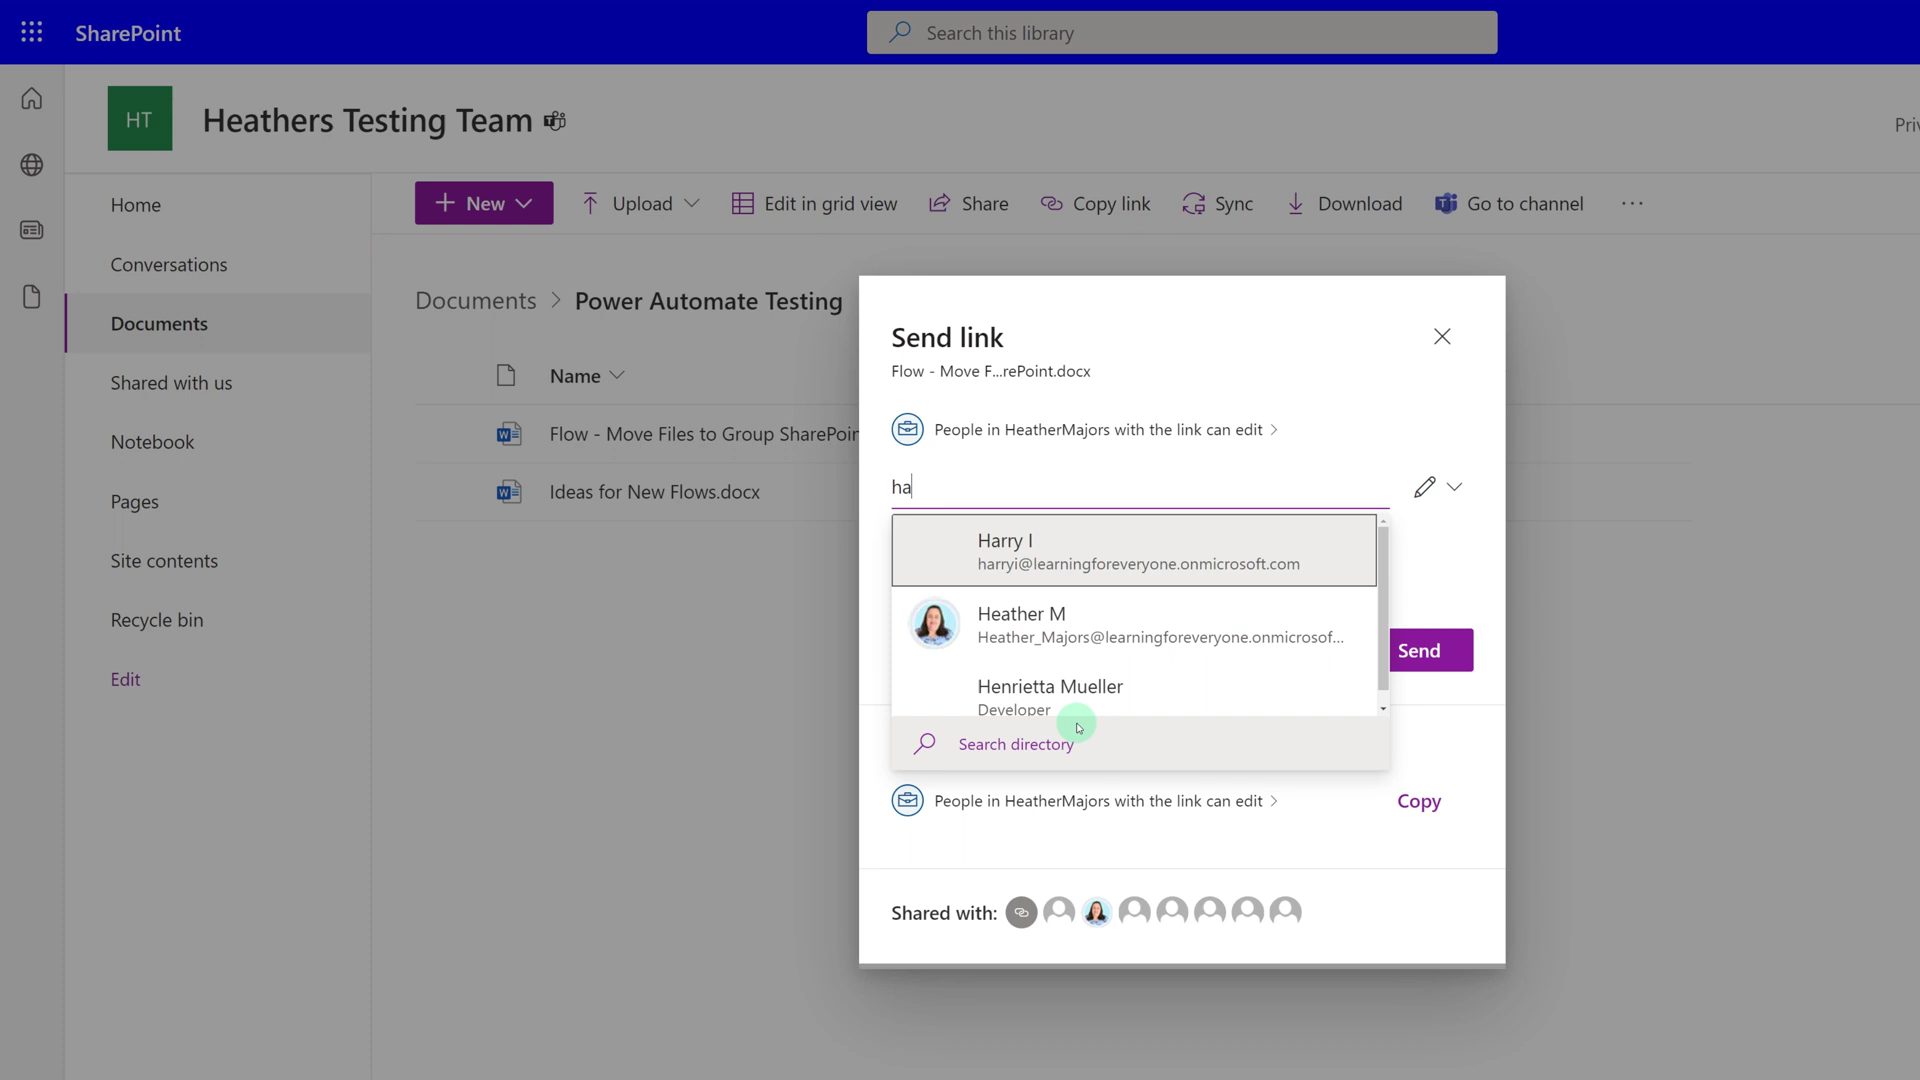 SharePoint
Search this library
HT
Heathers Testing Team
Priv
Home
Conversations
Documents
Shared with us
Notebook
Pages
Site contents
Recycle bin
Edit
New
Upload
Edit in grid view
Share
Copy link
Sync
Download
Go to channel
Documents > Power Automate Testing
Name
Flow - Move Files to Group SharePoin
Ideas for New Flows.docx
Send link
Flow - Move F...rePoint.docx
People in HeatherMajors with the link can edit >
ha
Harry I
harryi@learningforeveryone.onmicrosoft.com
Heather M
Heather_Majors@learningforeveryone.onmicrosof...
Henrietta Mueller
Developer
Search directory
Send
People in HeatherMajors with the link can edit >
Copy
Shared with: